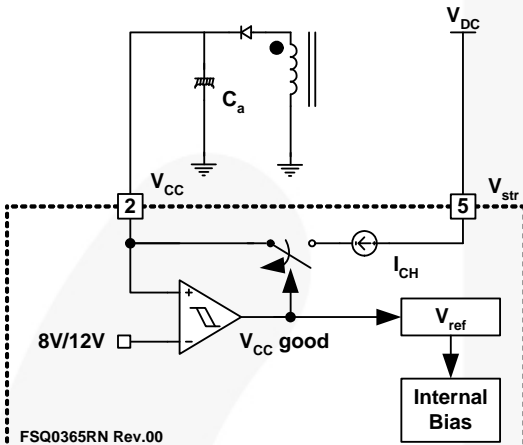 V_DC
C_a
V_CC
2
5
V_str
I_CH
8V/12V
+
−
V_CC good
V_ref
Internal
Bias
FSQ0365RN Rev.00